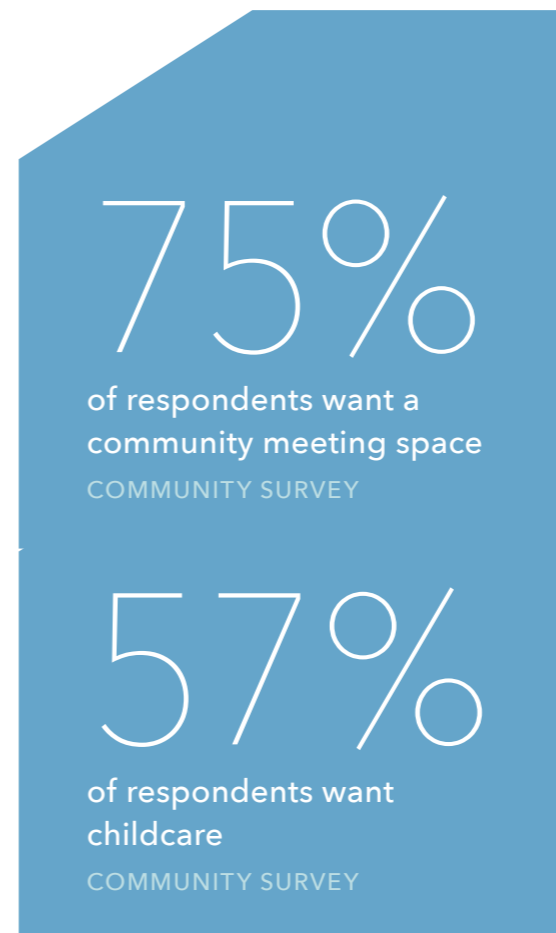 75%
of respondents want a
community meeting space
COMMUNITY SURVEY
57%
of respondents want
childcare
COMMUNITY SURVEY